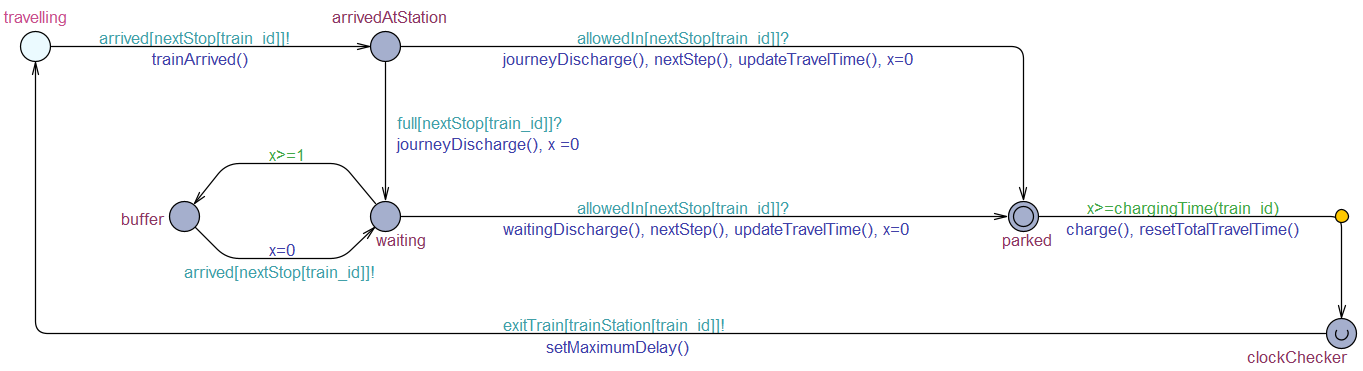 travelling
arrivedAtStation
arrived[nextStop[train_id]]!
trainArrived()
allowedIn[nextStop[train_id]]?
journeyDischarge(), nextStep(), updateTravelTime(), x=0
full[nextStop[train_id]]?
journeyDischarge(), x =0
x>=1
buffer
waiting
x=0
arrived[nextStop[train_id]]!
allowedIn[nextStop[train_id]]?
waitingDischarge(), nextStep(), updateTravelTime(), x=0
parked
x>=chargingTime(train_id)
charge(), resetTotalTravelTime()
exitTrain[trainStation[train_id]]!
setMaximumDelay()
clockChecker